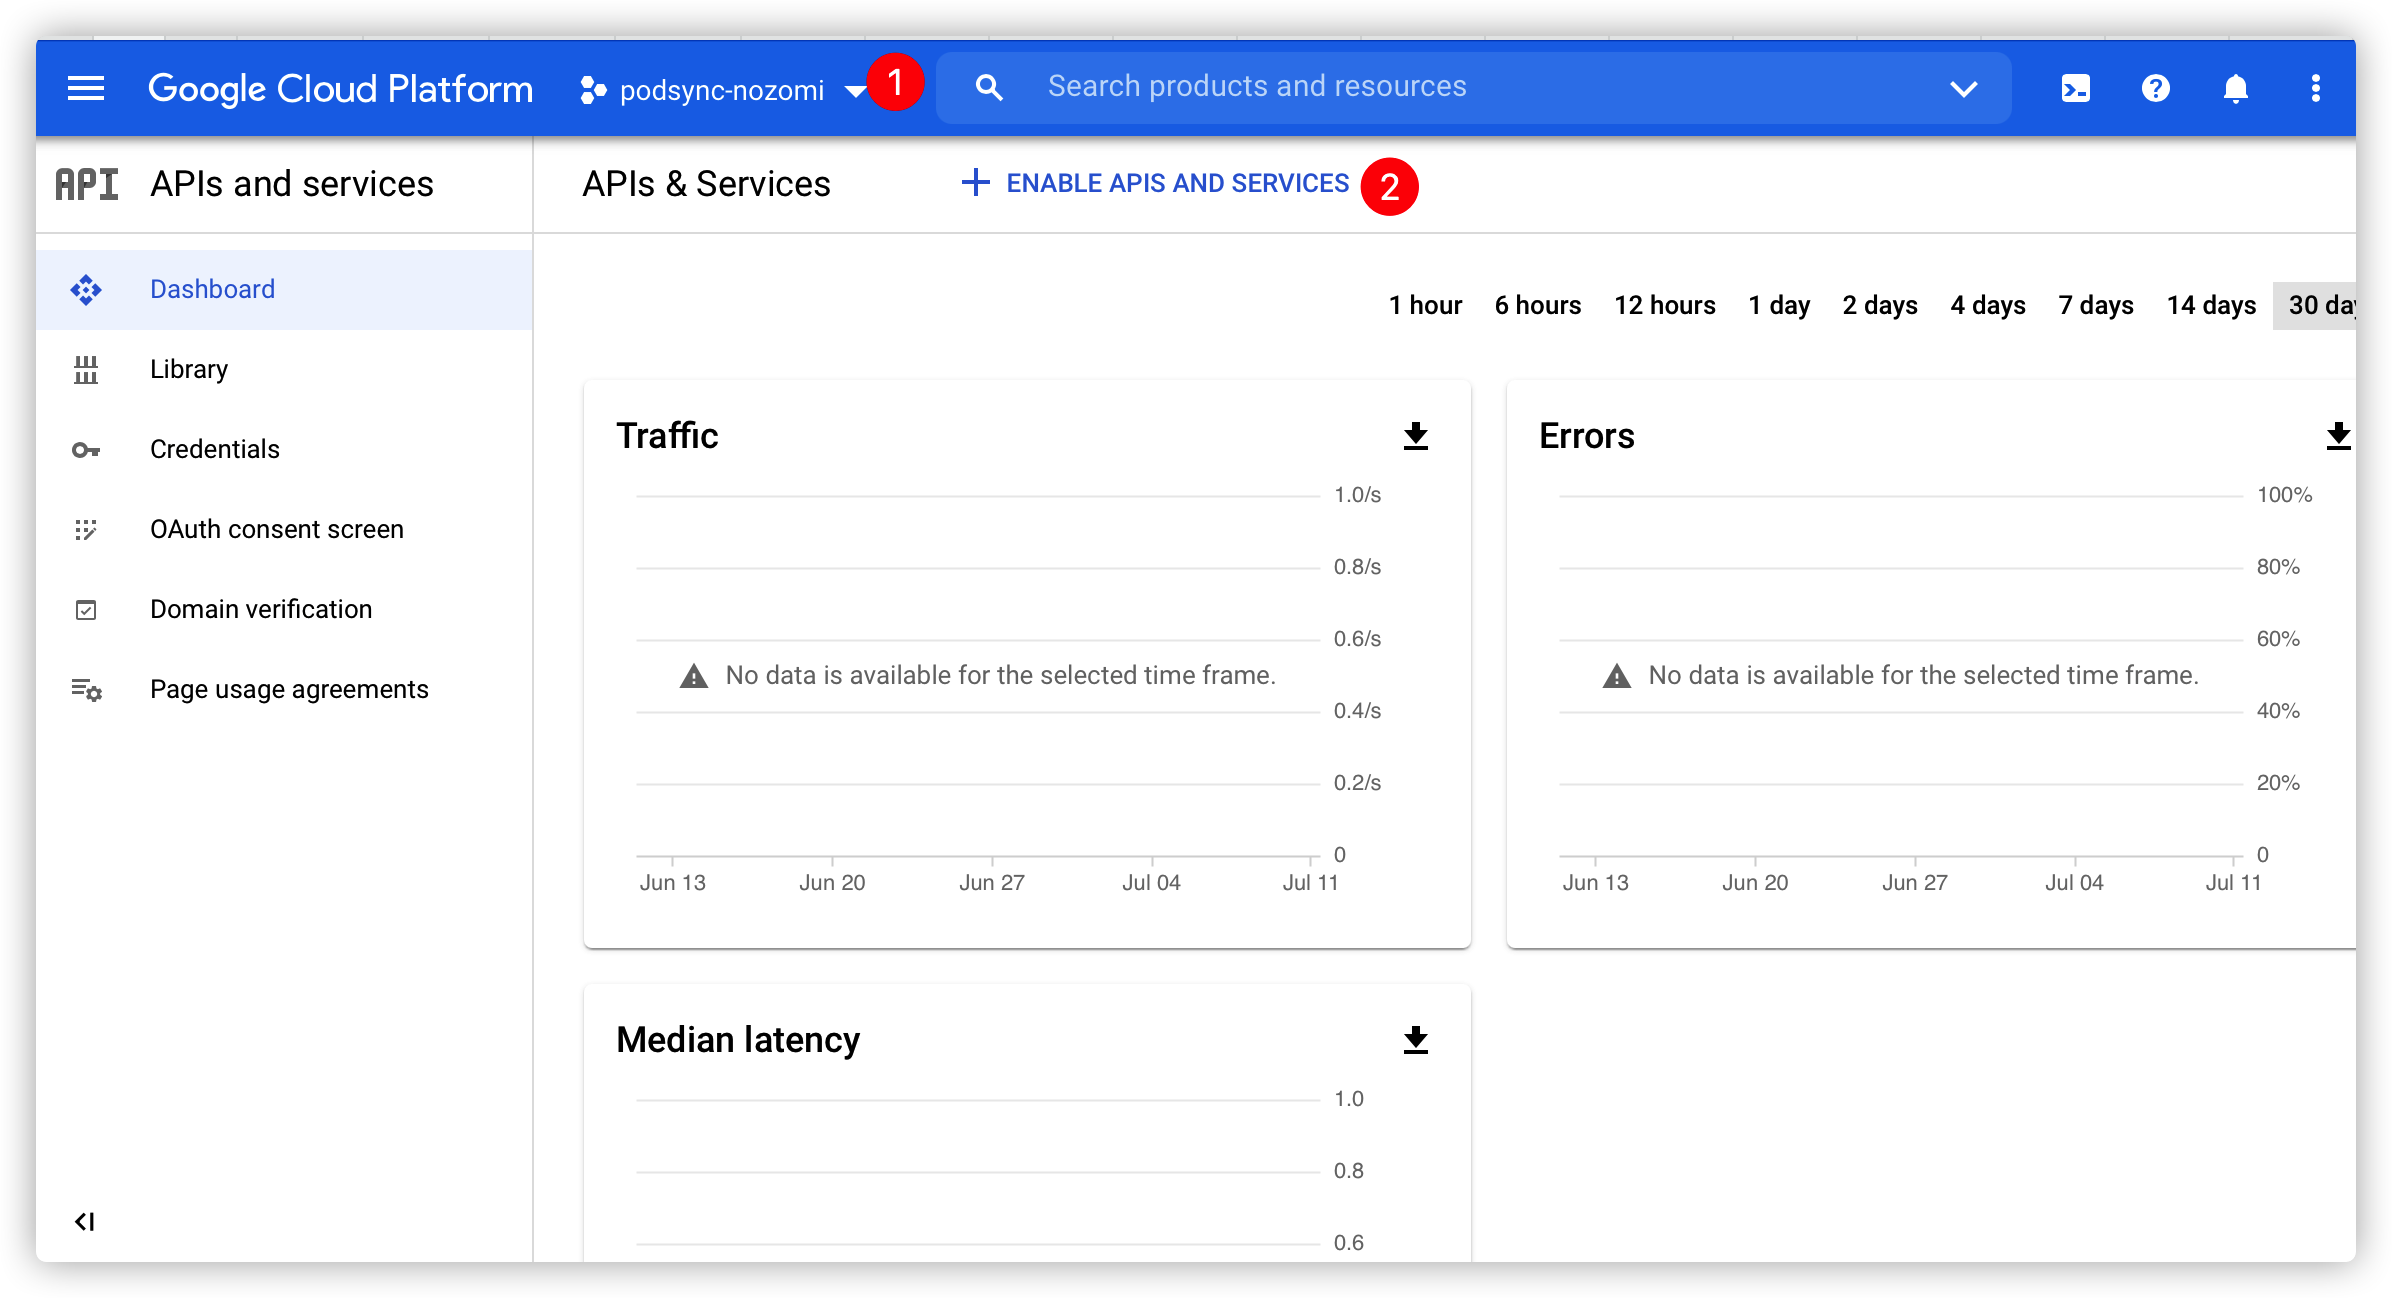 Google Cloud Platform
podsync-nozomi
1
Search products and resources
API
APIs and services
APIs & Services
ENABLE APIS AND SERVICES
2
Dashboard
Library
Credentials
OAuth consent screen
Domain verification
Page usage agreements
1 hour 6 hours 12 hours 1 day 2 days 4 days 7 days 14 days 30 day
Traffic
1.0/s
0.8/s
0.6/s
No data is available for the selected time frame.
0.4/s
0.2/s
0
Jun 13 Jun 20 Jun 27 Jul 04 Jul 11
Errors
100%
80%
60%
No data is available for the selected time frame.
40%
20%
0
Jun 13 Jun 20 Jun 27 Jul 04 Jul 11
Median latency
1.0
0.8
0.6